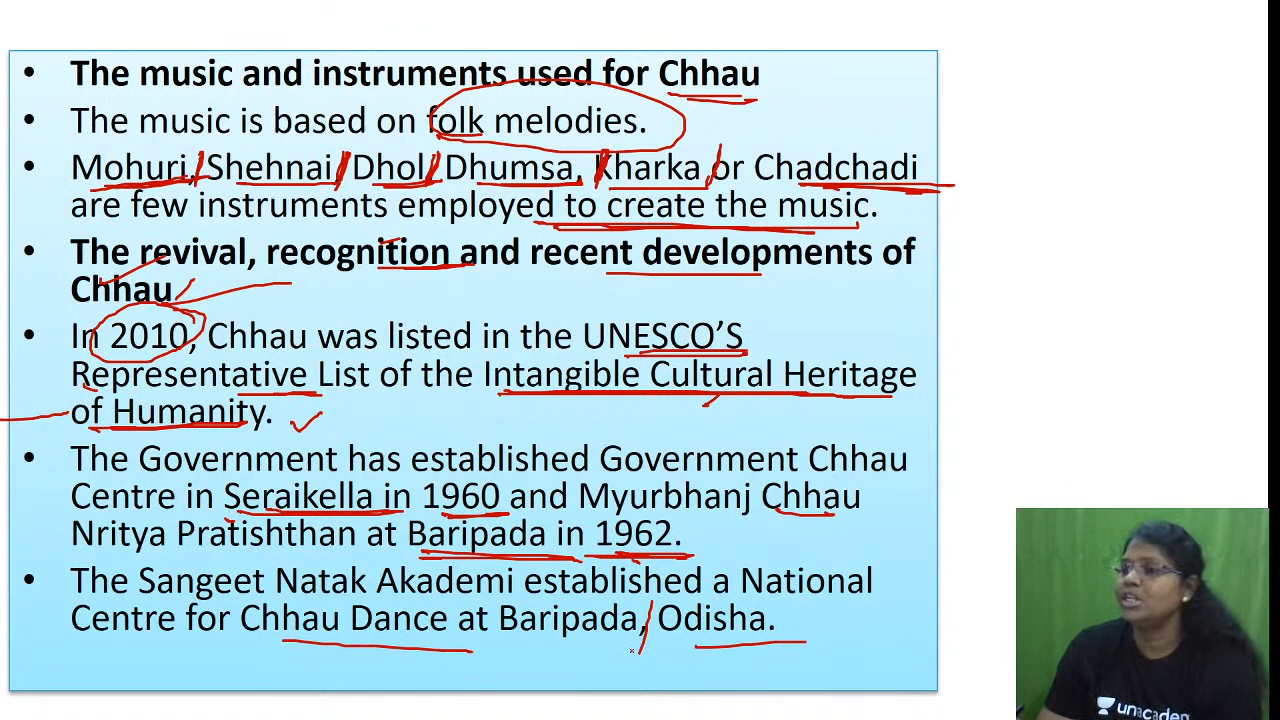 • The music and instruments used for Chhau
• The music is based on folk melodies.
• Mohuri, Shehnai, Dhol, Dhumsa, Kharka or Chadchadi
are few instruments employed to create the music.
• The revival, recognition and recent developments of
Chhau
• In 2010, Chhau was listed in the UNESCO'S
Representative List of the Intangible Cultural Heritage
of Humanity.
• The Government has established Government Chhau
Centre in Seraikella in 1960 and Myurbhanj Chhau
Nritya Pratishthan at Baripada in 1962.
• The Sangeet Natak Akademi established a National
Centre for Chhau Dance at Baripada, Odisha.
unacadem